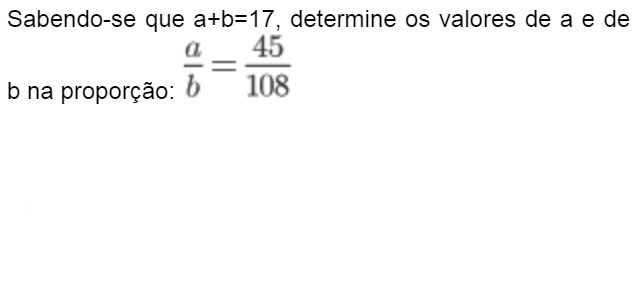 Sabendo-se que a+b=17, determine os valores de a e de
b na proporção: a/b = 45/108